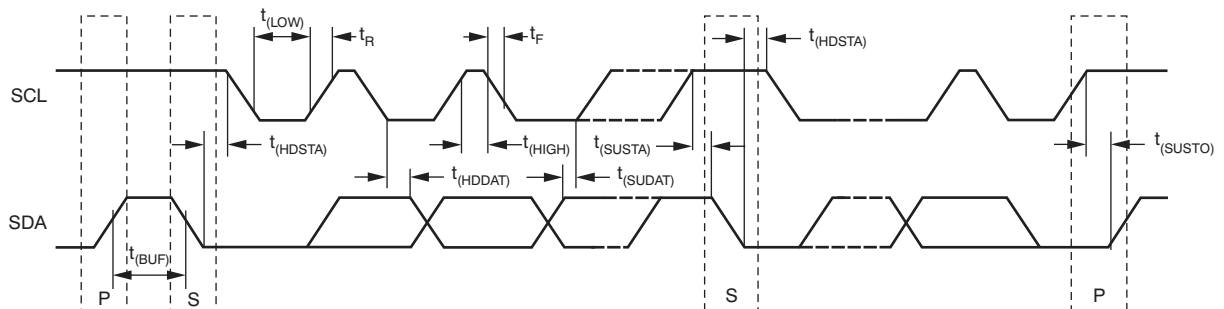 t(LOW)
tR
tF
t(HDSTA)
SCL
t(HDSTA)
t(HIGH)
t(SUSTA)
t(SUSTO)
t(HDDAT)
t(SUDAT)
SDA
t(BUF)
P
S
S
P